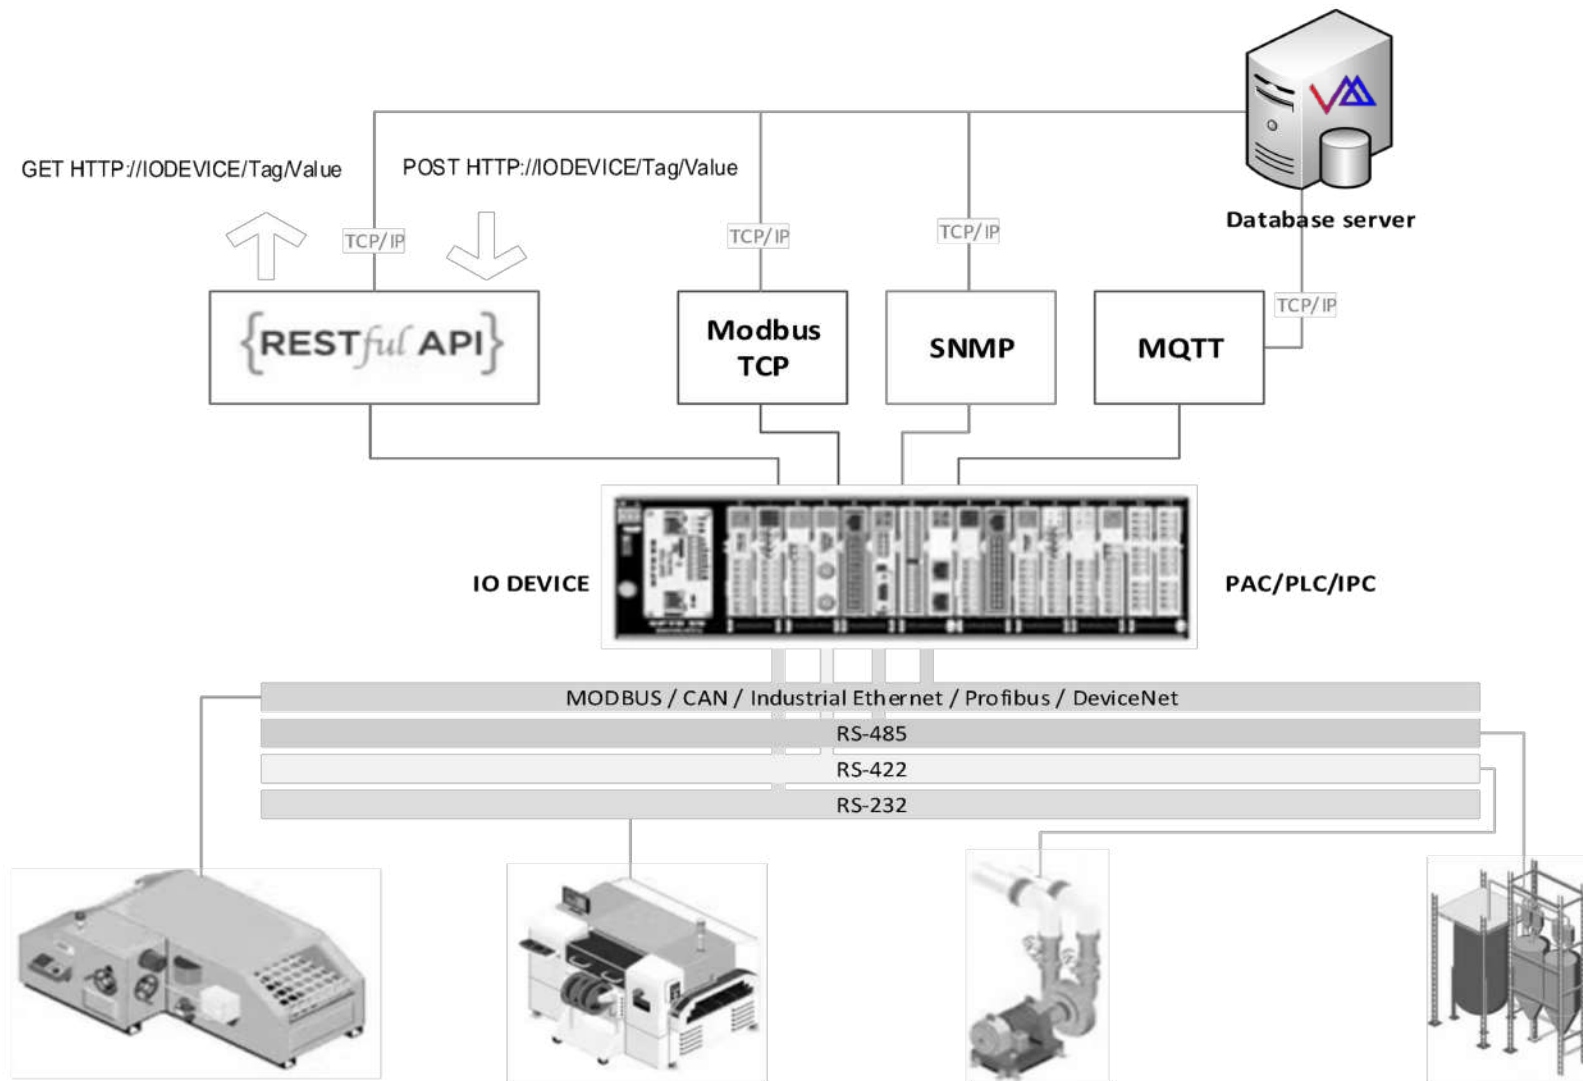 GET HTTP://IODEVICE/Tag/Value
POST HTTP://IODEVICE/Tag/Value
Database server
TCP/IP
TCP/IP
TCP/IP
TCP/IP
{RESTful API}
Modbus
TCP
SNMP
MQTT
IO DEVICE
PAC/PLC/IPC
MODBUS / CAN / Industrial Ethernet / Profibus / DeviceNet
RS-485
RS-422
RS-232